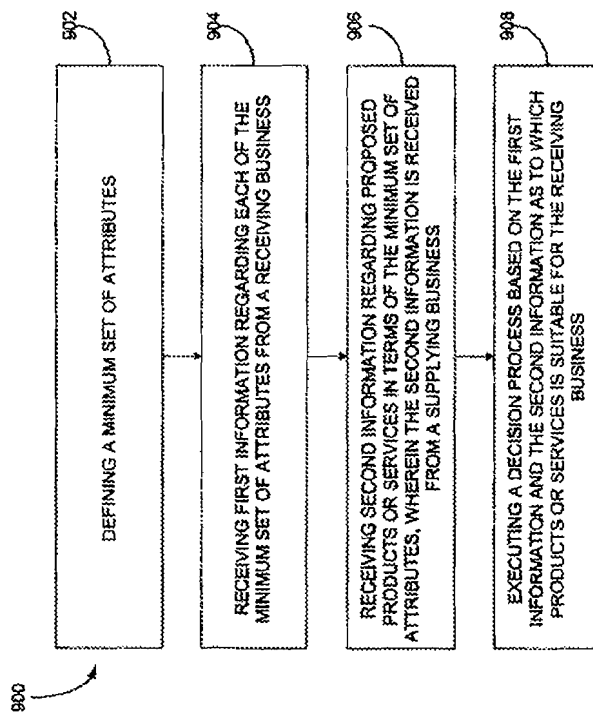 900
902
DEFINING A MINIMUM SET OF ATTRIBUTES
904
RECEIVING FIRST INFORMATION REGARDING EACH OF THE
MINIMUM SET OF ATTRIBUTES FROM A RECEIVING BUSINESS
906
RECEIVING SECOND INFORMATION REGARDING PROPOSED
PRODUCTS OR SERVICES IN TERMS OF THE MINIMUM SET OF
ATTRIBUTES, WHEREIN THE SECOND INFORMATION IS RECEIVED
FROM A SUPPLYING BUSINESS
908
EXECUTING A DECISION PROCESS BASED ON THE FIRST
INFORMATION AND THE SECOND INFORMATION AS TO WHICH
PRODUCTS OR SERVICES IS SUITABLE FOR THE RECEIVING
BUSINESS